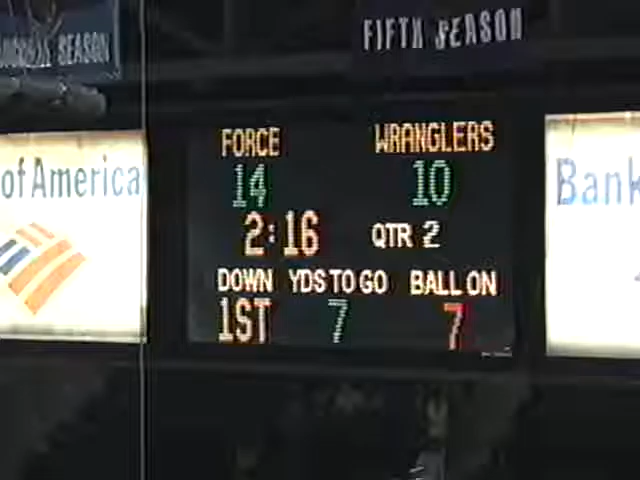 SEASON
FIFTH SEASON
of America
Bank
FORCE WRANGLERS
14 10
2:16 QTR 2
DOWN YDS TO GO BALL ON
1ST 7 7